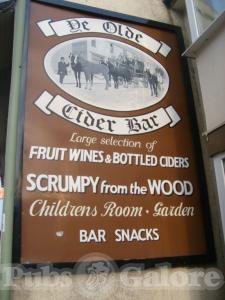 Ye Olde
Cider Bar
Large selection of
FRUIT WINES & BOTTLED CIDERS
SCRUMPY from the WOOD
Childrens Room · Garden
BAR SNACKS
Pubs Galore